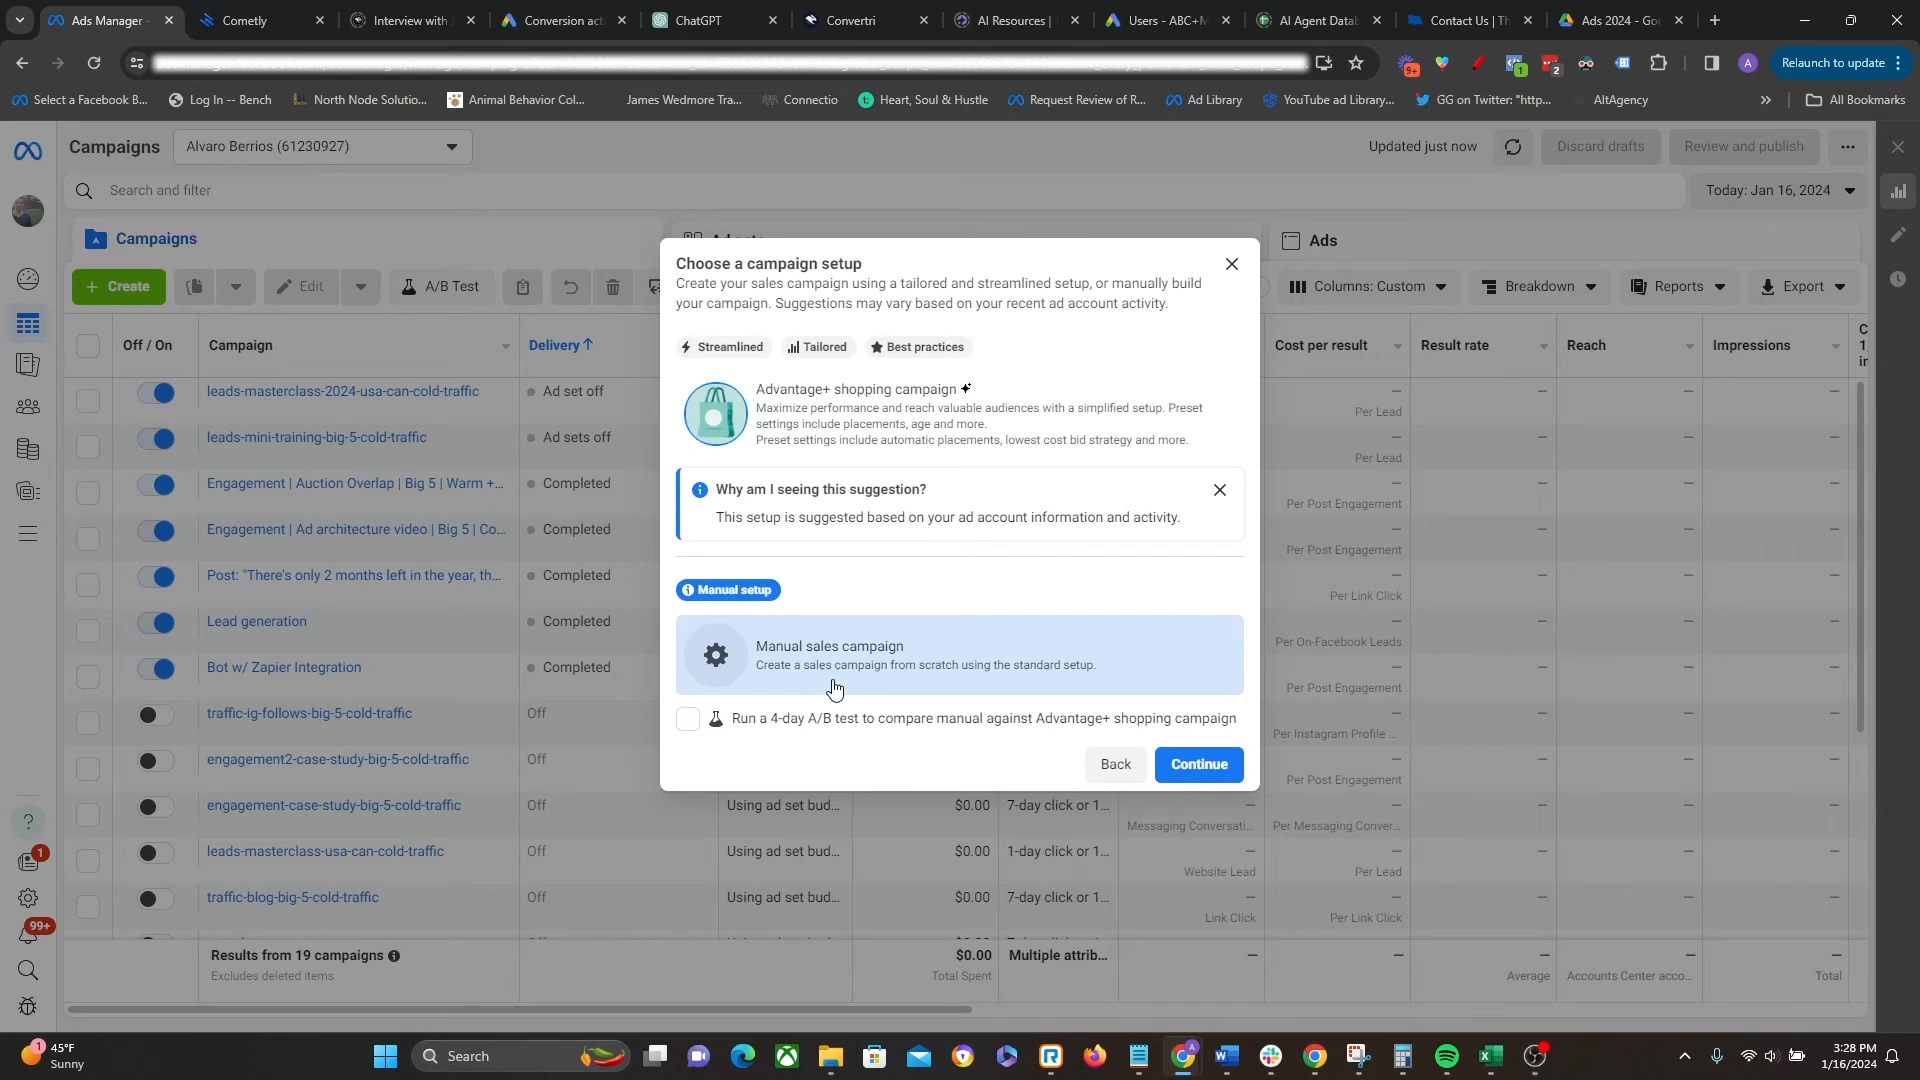 Ads Manager -
Cometly
Interview with
Conversion act
ChatGPT
Convertri
AI Resources |
Users - ABC+M
AI Agent Datab
Contact Us | Th
Ads 2024 - Goo
Relaunch to update
Select a Facebook B...
Log In -- Bench
North Node Solutio...
Animal Behavior Col...
James Wedmore Tra...
Connectio
Heart, Soul & Hustle
Request Review of R...
Ad Library
YouTube ad Library...
GG on Twitter: "http...
AltAgency
All Bookmarks
Campaigns
Alvaro Berrios (61230927)
Updated just now
Discard drafts
Review and publish
Search and filter
Today: Jan 16, 2024
Campaigns
Ads
+ Create
Edit
A/B Test
Columns: Custom
Breakdown
Reports
Export
Off / On
Campaign
Delivery↑
Cost per result
Result rate
Reach
Impressions
leads-masterclass-2024-usa-can-cold-traffic
Ad set off
Per Lead
leads-mini-training-big-5-cold-traffic
Ad sets off
Per Lead
Engagement | Auction Overlap | Big 5 | Warm +...
Completed
Per Post Engagement
Engagement | Ad architecture video | Big 5 | Co...
Completed
Per Post Engagement
Post: "There's only 2 months left in the year, th...
Completed
Per Link Click
Lead generation
Completed
Per On-Facebook Leads
Bot w/ Zapier Integration
Completed
Per Post Engagement
traffic-ig-follows-big-5-cold-traffic
Off
Per Instagram Profile ...
engagement2-case-study-big-5-cold-traffic
Off
Per Post Engagement
engagement-case-study-big-5-cold-traffic
Off
Using ad set bud...
$0.00
7-day click or 1...
Messaging Conversati...
Per Messaging Conver...
leads-masterclass-usa-can-cold-traffic
Off
Using ad set bud...
$0.00
1-day click or 1...
Website Lead
Per Lead
traffic-blog-big-5-cold-traffic
Off
Using ad set bud...
$0.00
7-day click or 1...
Link Click
Per Link Click
Results from 19 campaigns
Excludes deleted items
$0.00
Total Spent
Multiple attrib...
Average
Accounts Center acco...
Total
Choose a campaign setup
Create your sales campaign using a tailored and streamlined setup, or manually build
your campaign. Suggestions may vary based on your recent ad account activity.
Streamlined
Tailored
Best practices
Advantage+ shopping campaign
Maximize performance and reach valuable audiences with a simplified setup. Preset
settings include placements, age and more.
Preset settings include automatic placements, lowest cost bid strategy and more.
Why am I seeing this suggestion?
This setup is suggested based on your ad account information and activity.
Manual setup
Manual sales campaign
Create a sales campaign from scratch using the standard setup.
Run a 4-day A/B test to compare manual against Advantage+ shopping campaign
Back
Continue
1
99+
45°F
Sunny
Search
3:28 PM
1/16/2024